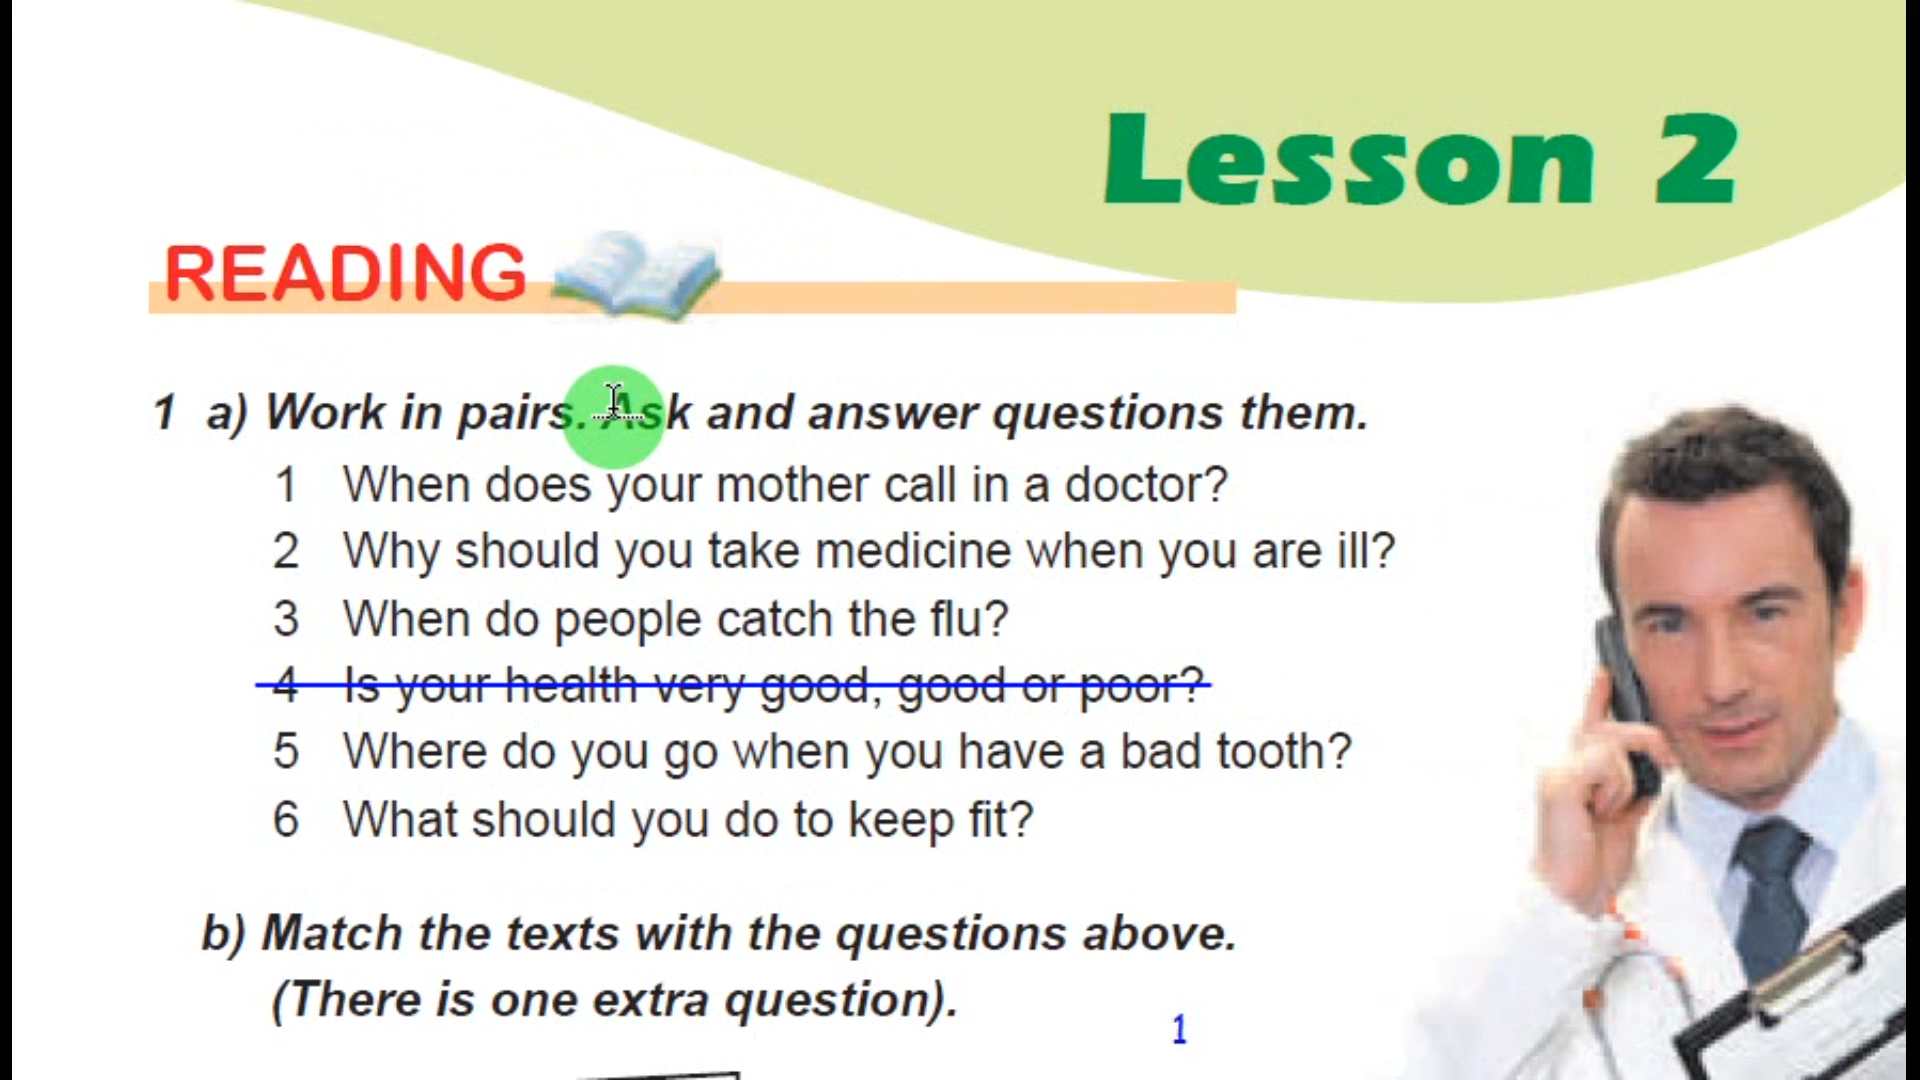 Lesson 2
READING
1 a) Work in pairs. Ask and answer questions them.
1 When does your mother call in a doctor?
2 Why should you take medicine when you are ill?
3 When do people catch the flu?
4 Is your health very good, good or poor?
5 Where do you go when you have a bad tooth?
6 What should you do to keep fit?
b) Match the texts with the questions above.
(There is one extra question).
1